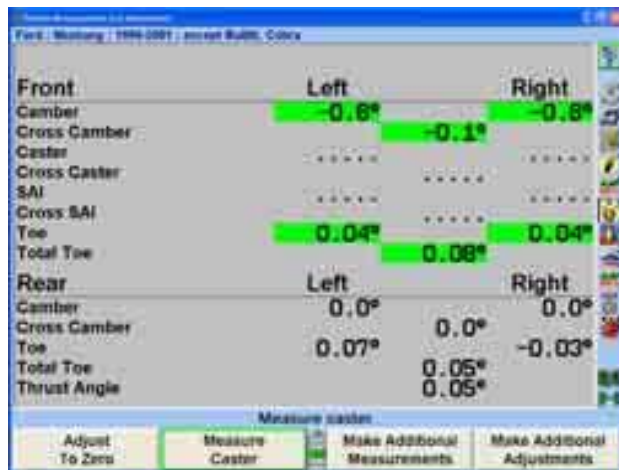 Ford : Mustang : 1996-2001 : except Bullitt, Cobra
Front Left Right
Camber -0.8° -0.8°
Cross Camber -0.1°
Caster ..... .....
Cross Caster .....
SAI ..... .....
Cross SAI .....
Toe 0.04° 0.04°
Total Toe 0.08°
Rear Left Right
Camber 0.0° 0.0°
Cross Camber 0.0°
Toe 0.07° -0.03°
Total Toe 0.05°
Thrust Angle 0.05°
Measure caster
Adjust To Zero
Measure Caster
Make Additional Measurements
Make Additional Adjustments